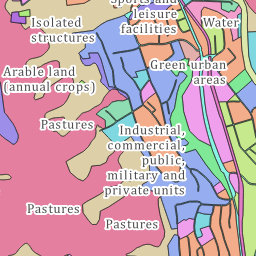 Sports and
leisure
facilities
Isolated
structures
Water
Green urban
areas
Arable land
(annual crops)
Pastures
Industrial,
commercial,
public,
military and
private units
Pastures
Pastures